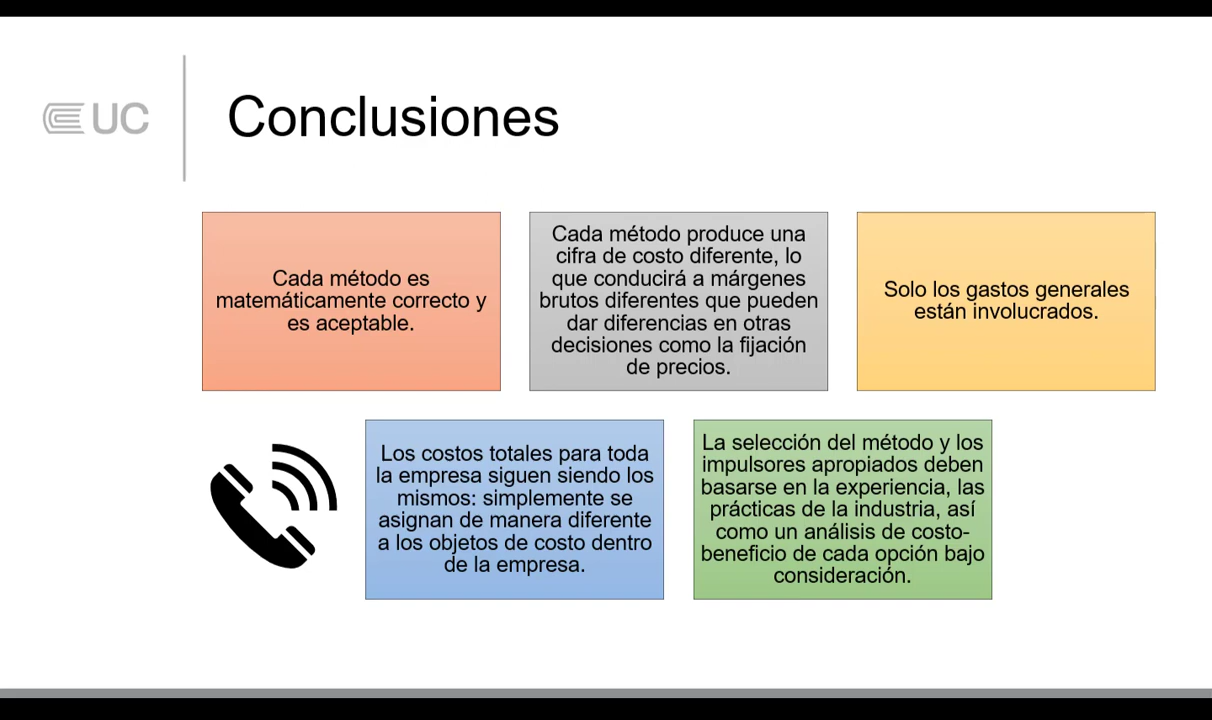 UC
Conclusiones
Cada método es
matemáticamente correcto y
es aceptable.
Cada método produce una
cifra de costo diferente, lo
que conducirá a márgenes
brutos diferentes que pueden
dar diferencias en otras
decisiones como la fijación
de precios.
Solo los gastos generales
están involucrados.
Los costos totales para toda
la empresa siguen siendo los
mismos: simplemente se
asignan de manera diferente
a los objetos de costo dentro
de la empresa.
La selección del método y los
impulsores apropiados deben
basarse en la experiencia, las
prácticas de la industria, así
como un análisis de costo-
beneficio de cada opción bajo
consideración.